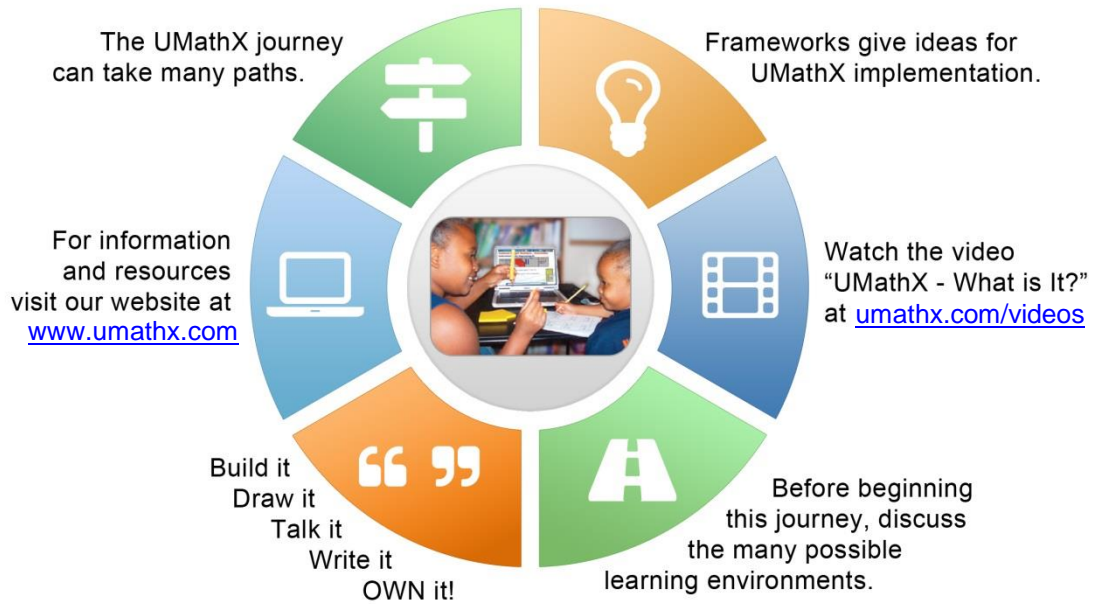 The UMathX journey
can take many paths.
Frameworks give ideas for
UMathX implementation.
For information
and resources
visit our website at
www.umathx.com
Watch the video
“UMathX - What is It?”
at umathx.com/videos
Build it
Draw it
Talk it
Write it
OWN it!
Before beginning
this journey, discuss
the many possible
learning environments.